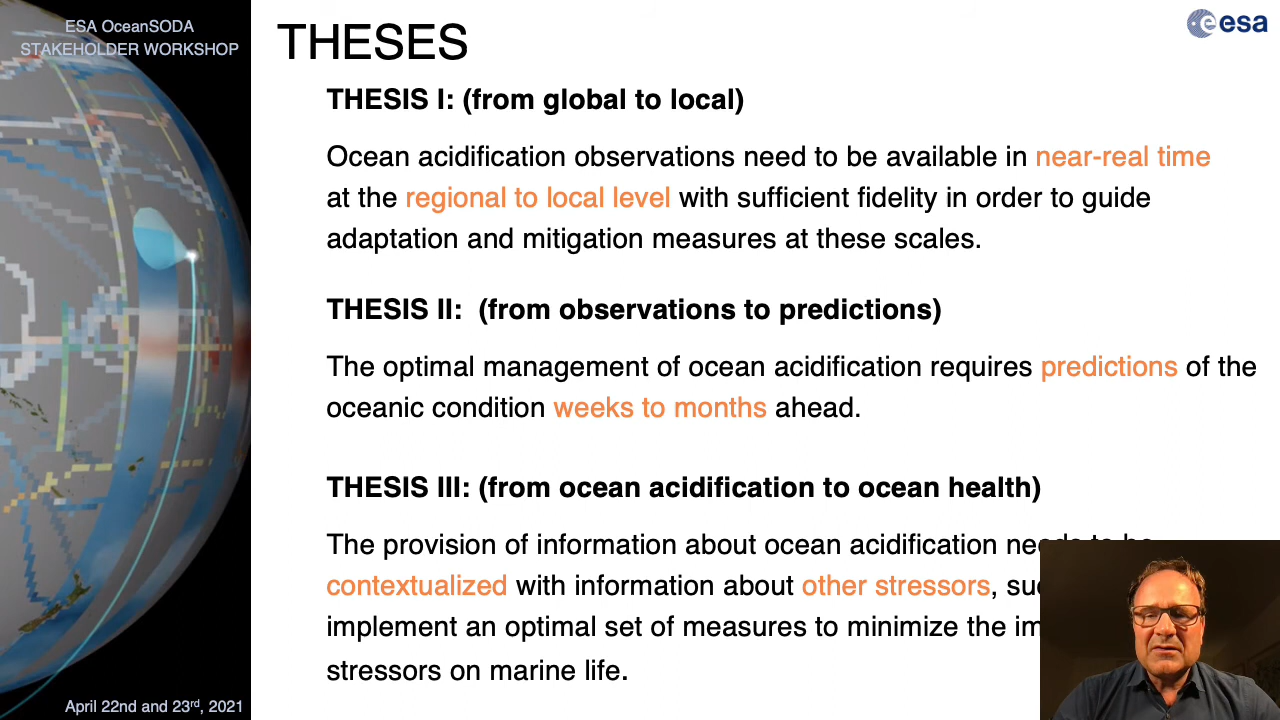 ESA OceanSODA
STAKEHOLDER WORKSHOP
THESES
esa
THESIS I: (from global to local)
Ocean acidification observations need to be available in near-real time
at the regional to local level with sufficient fidelity in order to guide
adaptation and mitigation measures at these scales.
THESIS II: (from observations to predictions)
The optimal management of ocean acidification requires predictions of the
oceanic condition weeks to months ahead.
THESIS III: (from ocean acidification to ocean health)
The provision of information about ocean acidification needs to be
contextualized with information about other stressors,
implement an optimal set of measures to minimize the
stressors on marine life.
April 22nd and 23rd, 2021